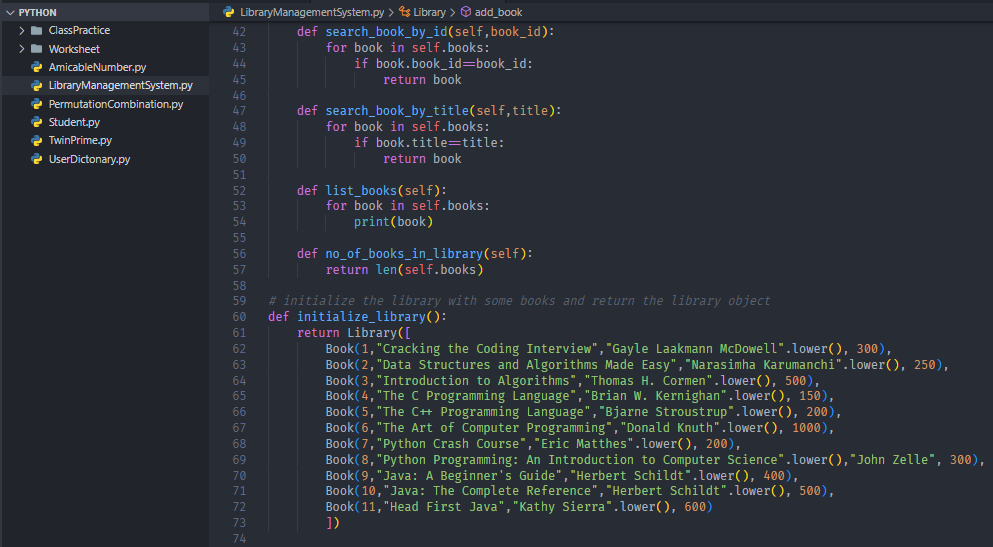 PYTHON
ClassPractice
Worksheet
AmicableNumber.py
LibraryManagementSystem.py
PermutationCombination.py
Student.py
TwinPrime.py
UserDictonary.py
LibraryManagementSystem.py > Library > add_book
42 def search_book_by_id(self,book_id):
43 for book in self.books:
44 if book.book_id==book_id:
45 return book
46
47 def search_book_by_title(self,title):
48 for book in self.books:
49 if book.title==title:
50 return book
51
52 def list_books(self):
53 for book in self.books:
54 print(book)
55
56 def no_of_books_in_library(self):
57 return len(self.books)
58
59 # initialize the library with some books and return the library object
60 def initialize_library():
61 return Library([
62 Book(1,"Cracking the Coding Interview","Gayle Laakmann McDowell".lower(), 300),
63 Book(2,"Data Structures and Algorithms Made Easy","Narasimha Karumanchi".lower(), 250),
64 Book(3,"Introduction to Algorithms","Thomas H. Cormen".lower(), 500),
65 Book(4,"The C Programming Language","Brian W. Kernighan".lower(), 150),
66 Book(5,"The C++ Programming Language","Bjarne Stroustrup".lower(), 200),
67 Book(6,"The Art of Computer Programming","Donald Knuth".lower(), 1000),
68 Book(7,"Python Crash Course","Eric Matthes".lower(), 200),
69 Book(8,"Python Programming: An Introduction to Computer Science".lower(),"John Zelle", 300),
70 Book(9,"Java: A Beginner's Guide","Herbert Schildt".lower(), 400),
71 Book(10,"Java: The Complete Reference","Herbert Schildt".lower(), 500),
72 Book(11,"Head First Java","Kathy Sierra".lower(), 600)
73 ])
74